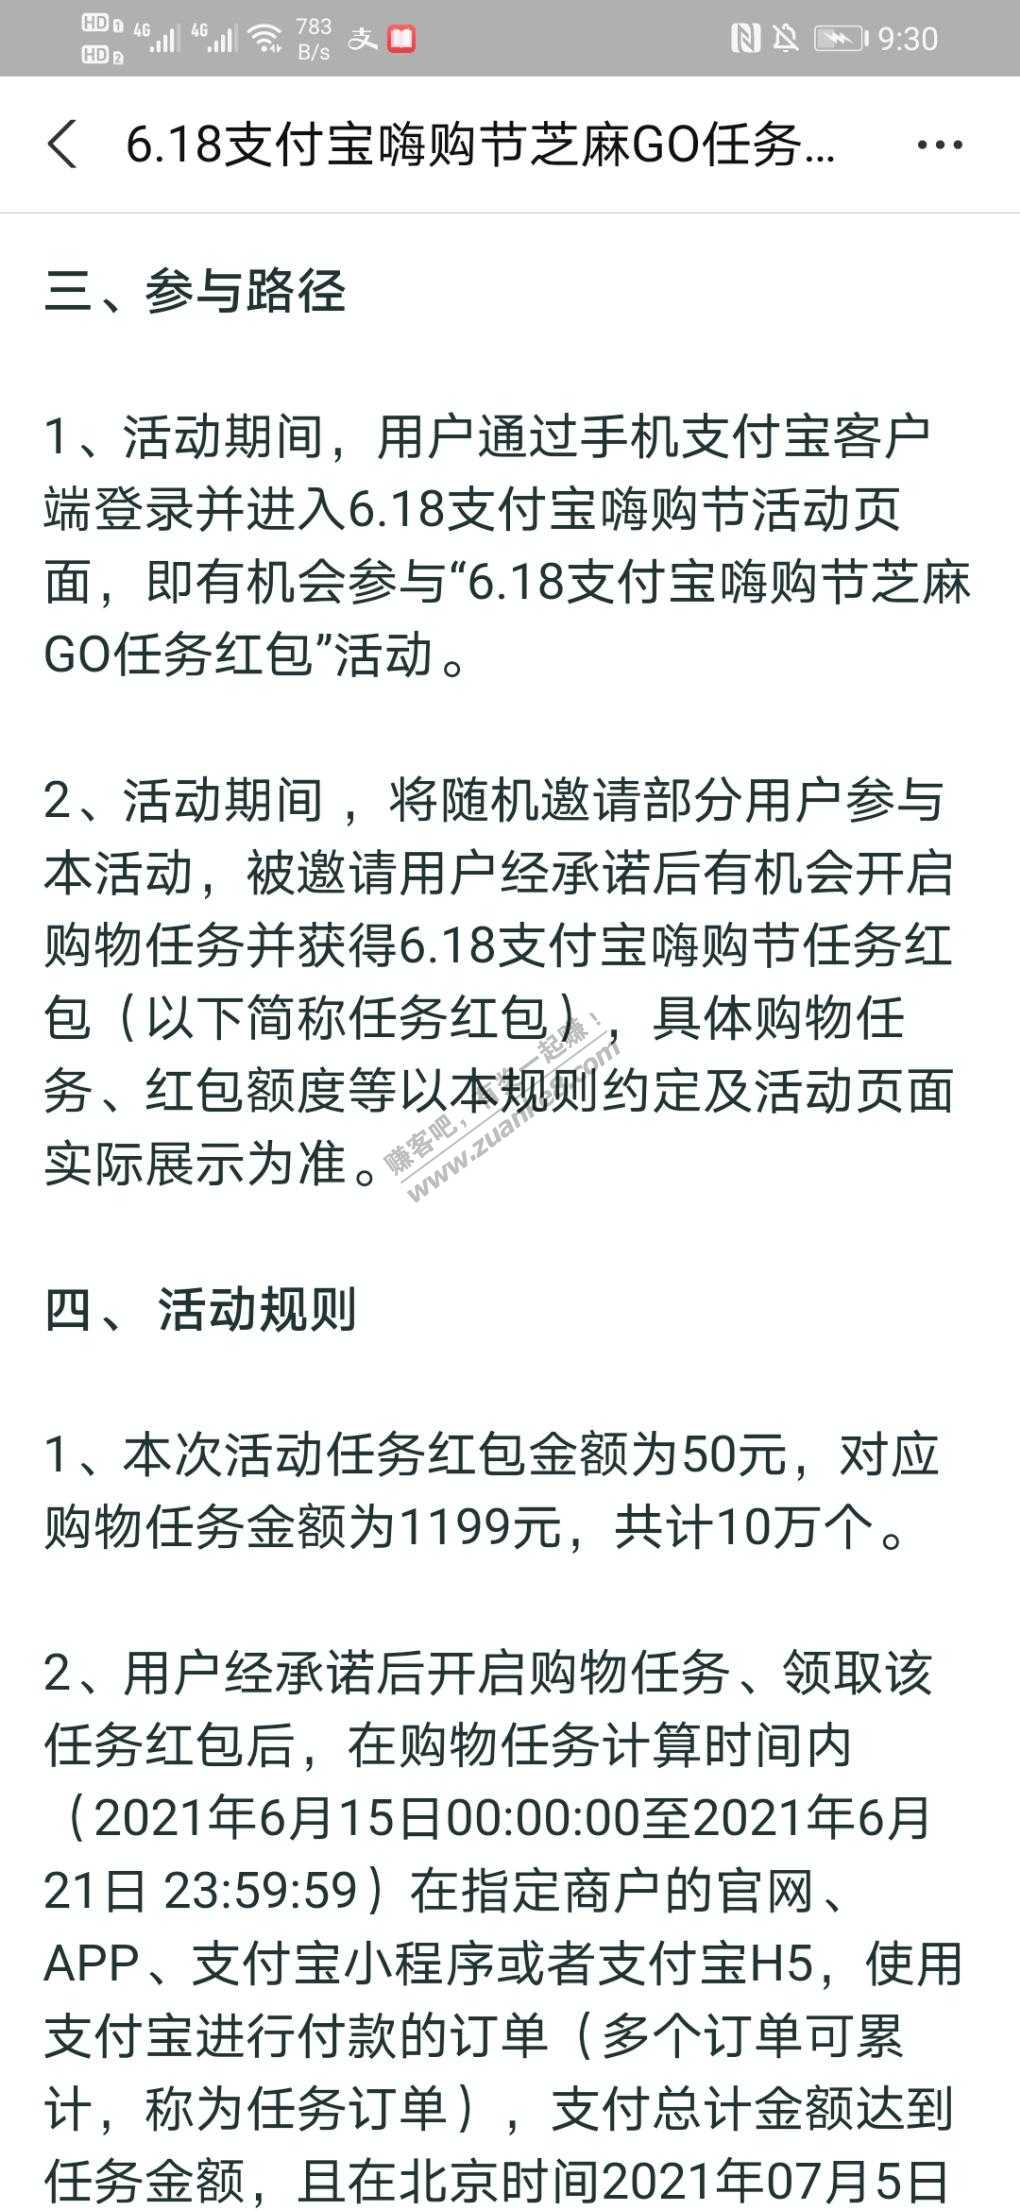 HD 1 4G 4G 783 支 9:30
HD 2 B/s
6.18支付宝嗨购节芝麻GO任务...
三、参与路径
1、活动期间，用户通过手机支付宝客户
端登录并进入6.18支付宝嗨购节活动页
面，即有机会参与“6.18支付宝嗨购节芝麻
GO任务红包”活动。
2、活动期间，将随机邀请部分用户参与
本活动，被邀请用户经承诺后有机会开启
购物任务并获得6.18支付宝嗨购节任务红
包（以下简称任务红包），具体购物任
务、红包额度等以本规则约定及活动页面
实际展示为准。
赚客吧，有奖一起赚！
www.zuanke8.com
四、 活动规则
1、本次活动任务红包金额为50元，对应
购物任务金额为1199元，共计10万个。
2、用户经承诺后开启购物任务、领取该
任务红包后，在购物任务计算时间内
（2021年6月15日00:00:00至2021年6月
21日 23:59:59）在指定商户的官网、
APP、支付宝小程序或者支付宝H5，使用
支付宝进行付款的订单（多个订单可累
计，称为任务订单），支付总计金额达到
任务金额，且在北京时间2021年07月5日